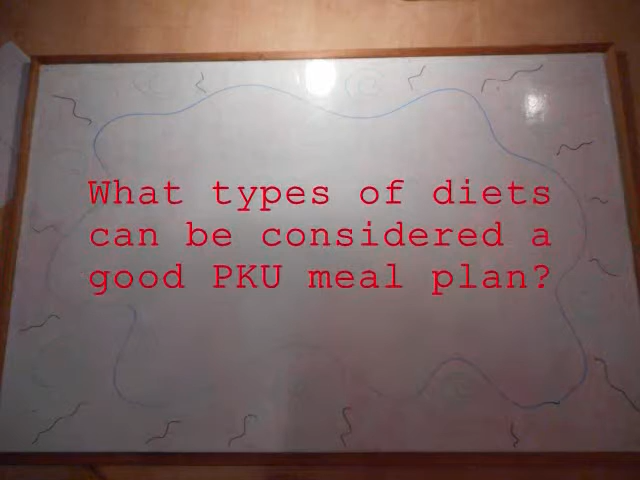 What types of diets
can be considered a
good PKU meal plan?